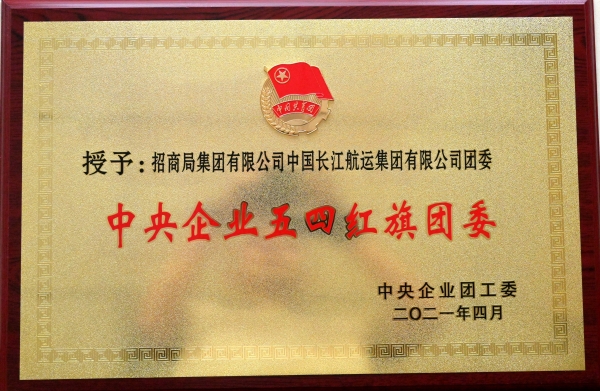 中国共青团
授予：招商局集团有限公司中国长江航运集团有限公司团委
中央企业五四红旗团委
中央企业团工委
二〇二一年四月